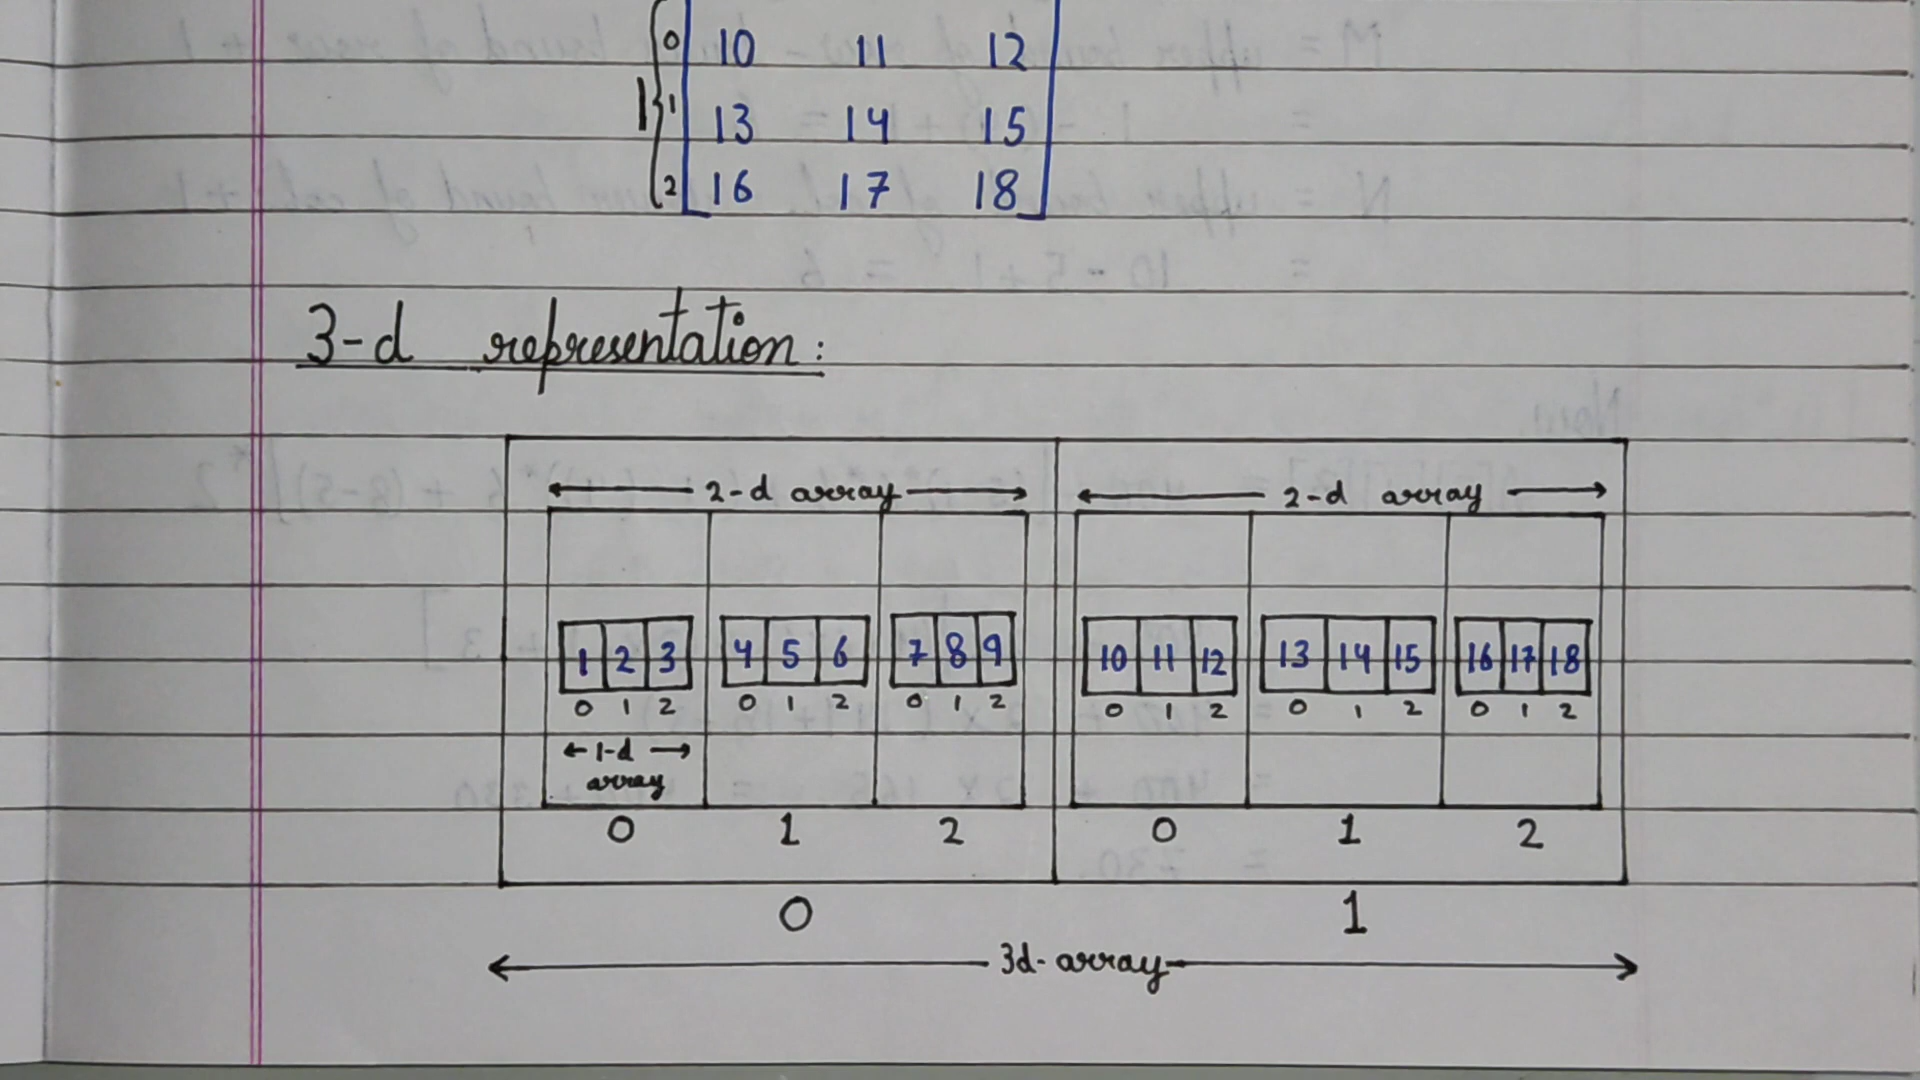 0 10 11 12
1 1 13 14 15
2 16 17 18
3-d representation:
2-d array 2-d array
1 2 3 4 5 6 7 8 9 10 11 12 13 14 15 16 17 18
0 1 2 0 1 2 0 1 2 0 1 2 0 1 2 0 1 2
1-d
array
0 1 2 0 1 2
0 1
3d-array